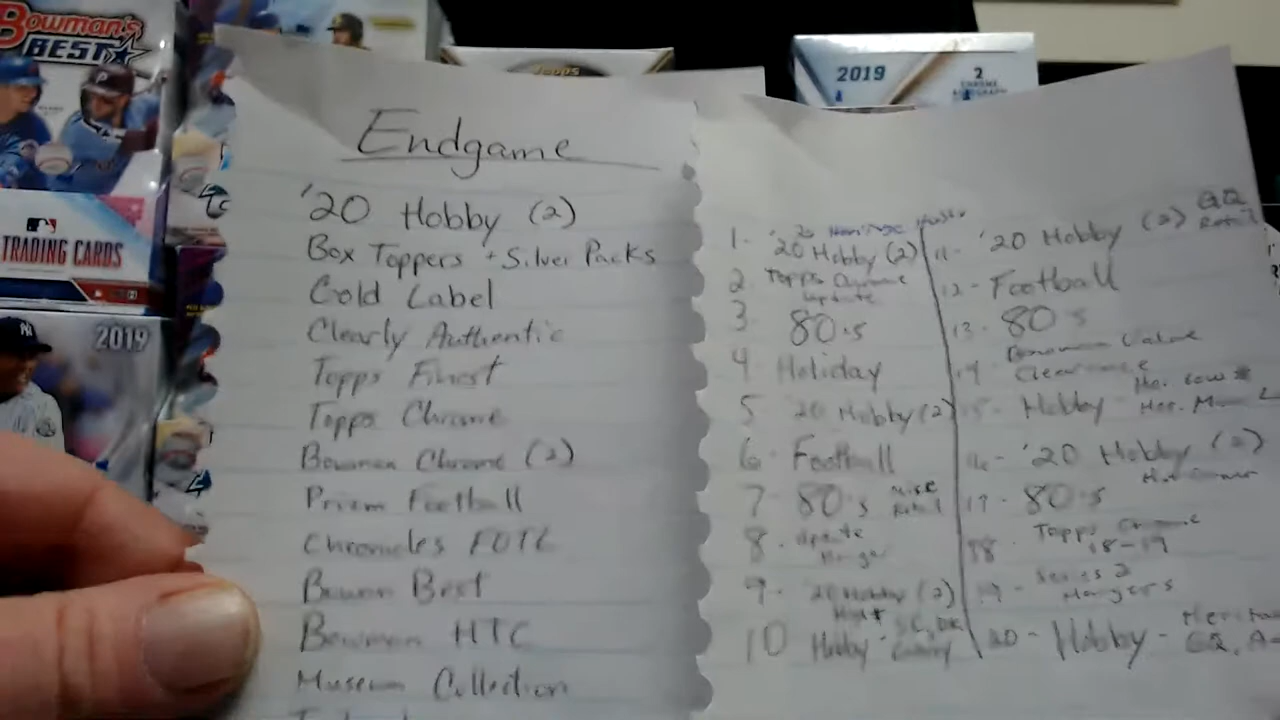 Bowman's
BEST
TRADING CARDS
2019
Topps
2019
2
CHROME
AUTOGRAPH
Endgame
'20 Hobby (2)
Box Toppers + Silver Packs
Gold Label
Clearly Authentic
Topps Finest
Topps Chrome
Bowman Chrome (2)
Prizm Football
Chronicles FOTL
Bowman Best
Bowman HTC
Museum Collection
1- '20 Hobby (2)
2 Topps Chrome
Update
3 80's
4 Holiday
5 '20 Hobby (2)
6 Football
7 80's
8 - Update
Hanger
9 - '20 Hobby (2)
10 Hobby
11- '20 Hobby (2)
12- Football
13- 80's
14
15- Hobby
16- '20 Hobby (2)
17- 80's
18 - Topps Chrome
18-19
19- Series 2
Hangers
20- Hobby -